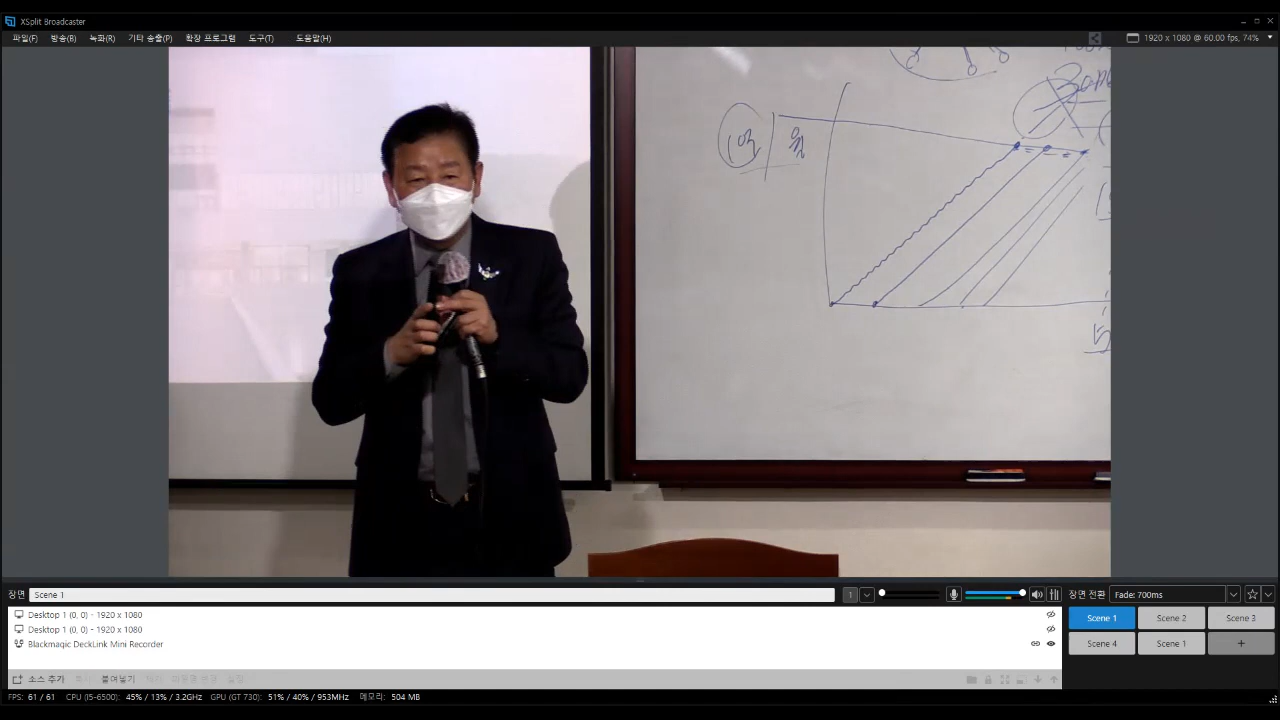 XSplit Broadcaster
파일(F) 방송(B) 녹화(R) 기타 송출(P) 확장 프로그램 도구(T) 도움말(H)
1920 x 1080 @ 60.00 fps, 74%
장면 Scene 1
1
장면 전환 Fade: 700ms
Desktop 1 (0, 0) - 1920 x 1080
Desktop 1 (0, 0) - 1920 x 1080
Blackmagic DeckLink Mini Recorder
Scene 1 Scene 2 Scene 3
Scene 4 Scene 1 +
소스 추가 복사 붙여넣기
FPS: 61 / 61 CPU (I5-6500): 45% / 13% / 3.2GHz GPU (GT 730): 51% / 40% / 953MHz 메모리: 504 MB